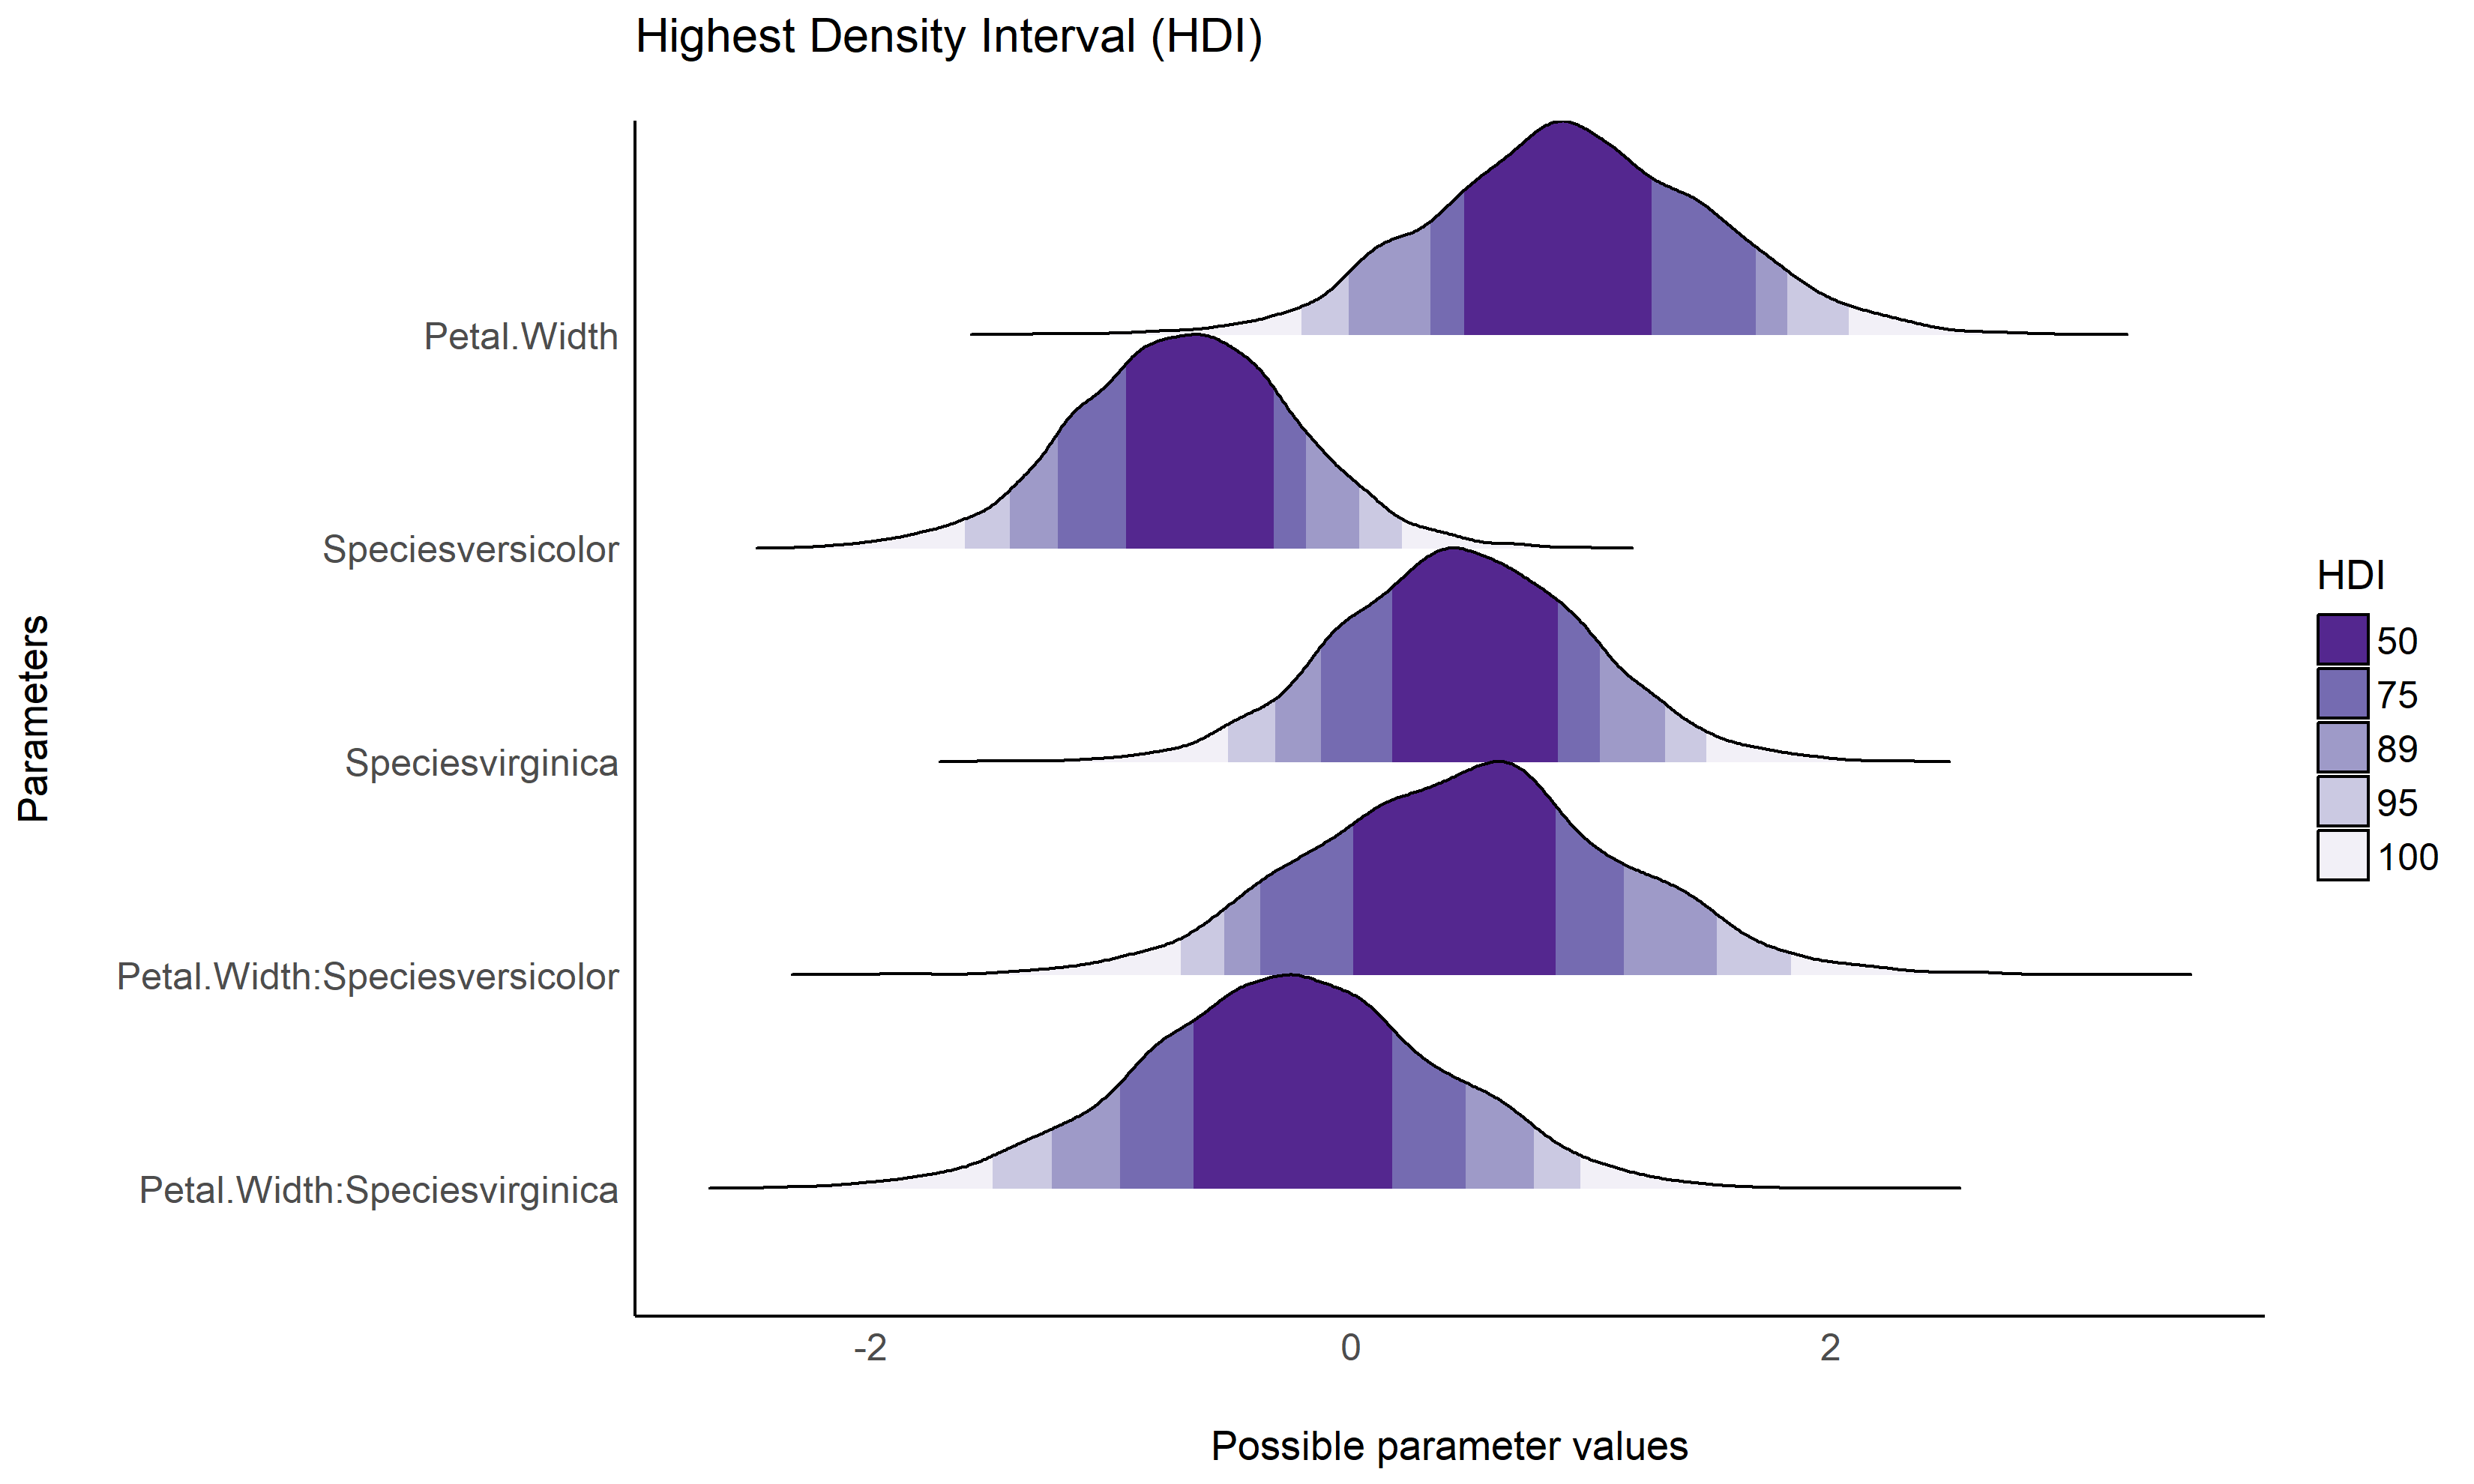 Highest Density Interval (HDI)
Parameters
Petal.Width
Speciesversicolor
Speciesvirginica
Petal.Width:Speciesversicolor
Petal.Width:Speciesvirginica
-2
0
2
Possible parameter values
HDI
50
75
89
95
100